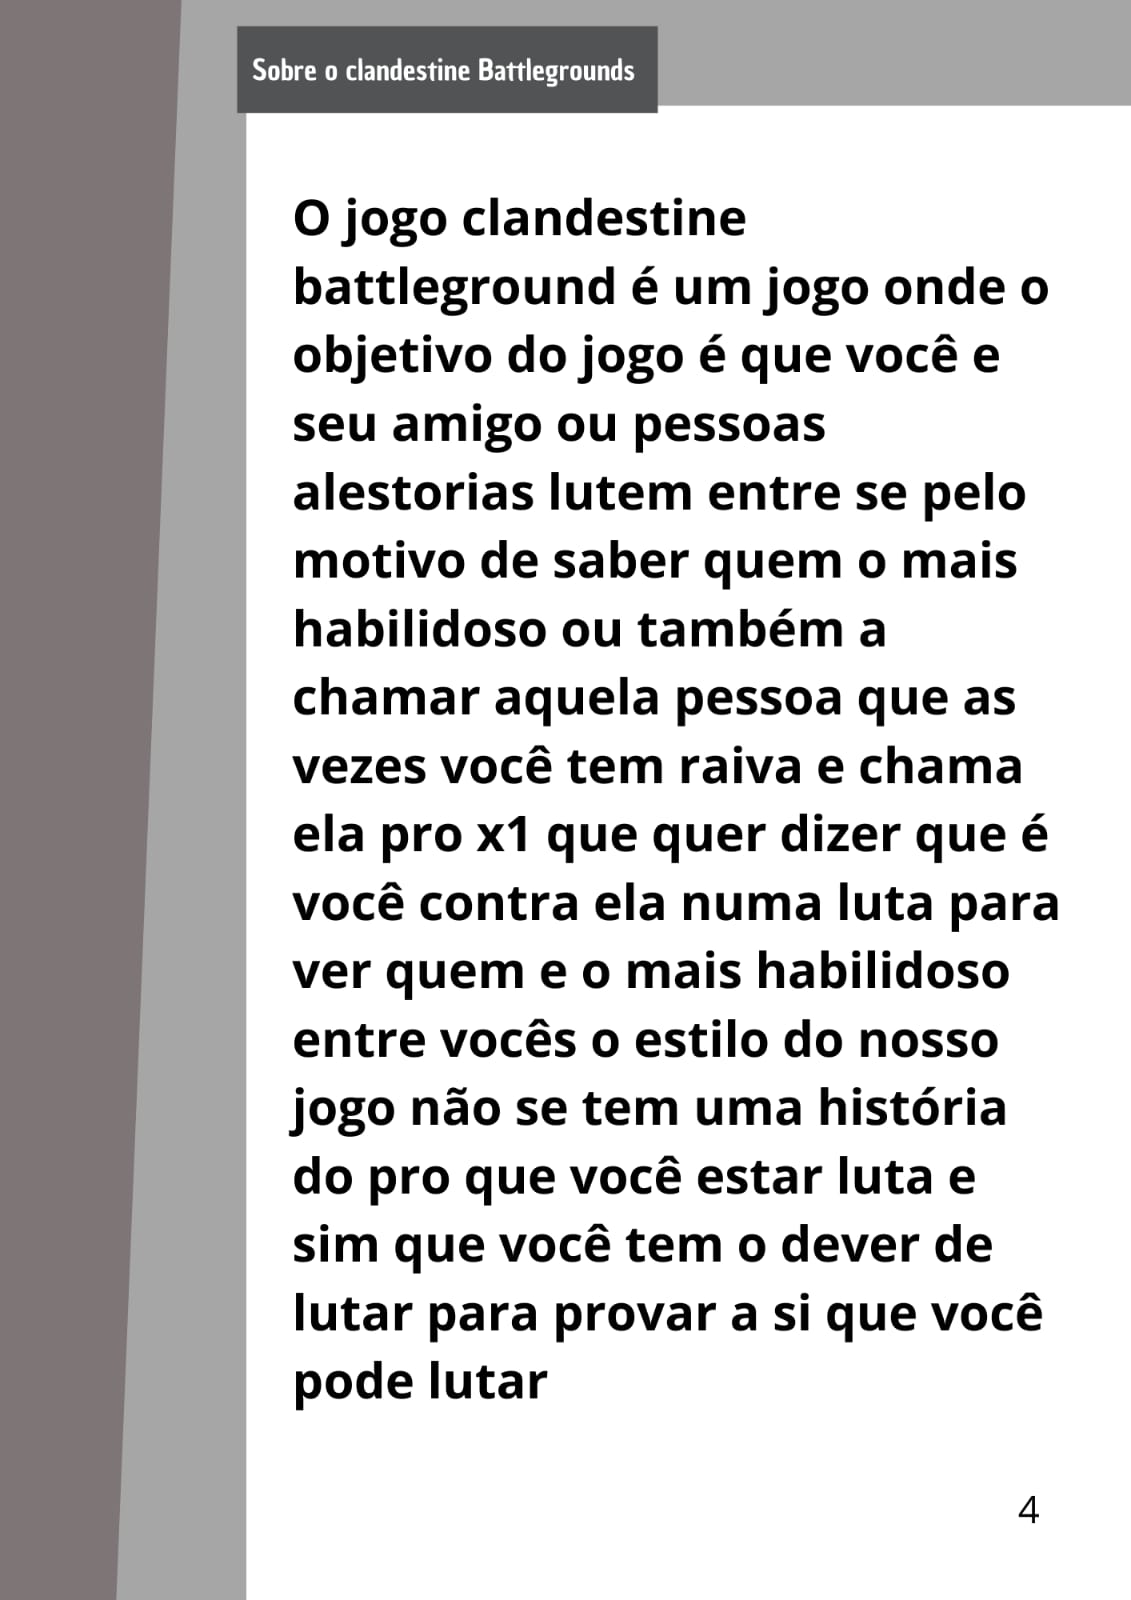 Sobre o clandestine Battlegrounds
O jogo clandestine
battleground é um jogo onde o
objetivo do jogo é que você e
seu amigo ou pessoas
alestorias lutem entre se pelo
motivo de saber quem o mais
habilidoso ou também a
chamar aquela pessoa que as
vezes você tem raiva e chama
ela pro x1 que quer dizer que é
você contra ela numa luta para
ver quem e o mais habilidoso
entre vocês o estilo do nosso
jogo não se tem uma história
do pro que você estar luta e
sim que você tem o dever de
lutar para provar a si que você
pode lutar
4